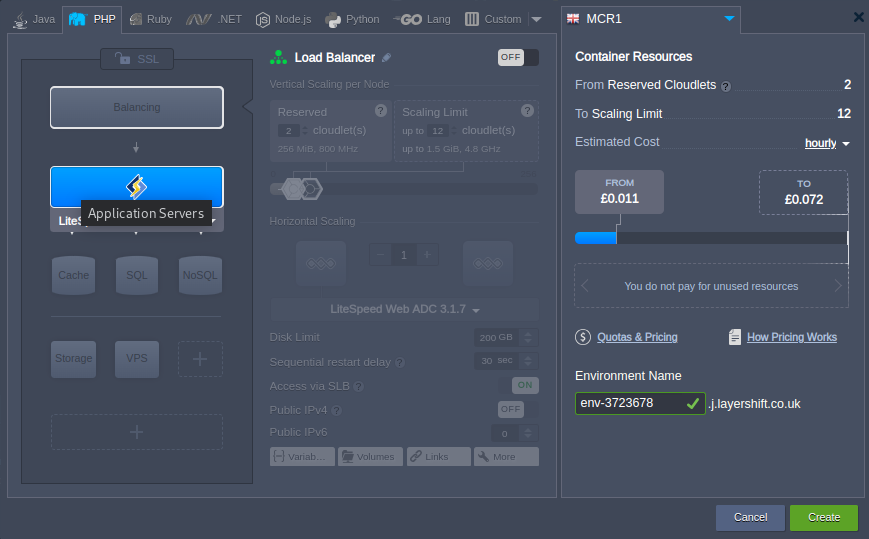 Java PHP Ruby .NET Node.js Python GO Lang Custom
MCR1
SSL
Balancing
LiteSp
Application Servers
Cache SQL NoSQL
Storage VPS
Load Balancer OFF
Vertical Scaling per Node
Reserved ?
2 cloudlet(s)
256 MiB, 800 MHz
Scaling Limit ?
up to 12 cloudlet(s)
up to 1.5 GiB, 4.8 GHz
Horizontal Scaling
1
LiteSpeed Web ADC 3.1.7
Disk Limit 200 GB
Sequential restart delay ? 30 sec
Access via SLB ? ON
Public IPv4 ? OFF
Public IPv6 0
Variab... Volumes Links More
Container Resources
From Reserved Cloudlets ? 2
To Scaling Limit 12
Estimated Cost hourly
FROM
£0.011
TO
£0.072
You do not pay for unused resources
$ Quotas & Pricing
How Pricing Works
Environment Name
env-3723678 .j.layershift.co.uk
Cancel Create